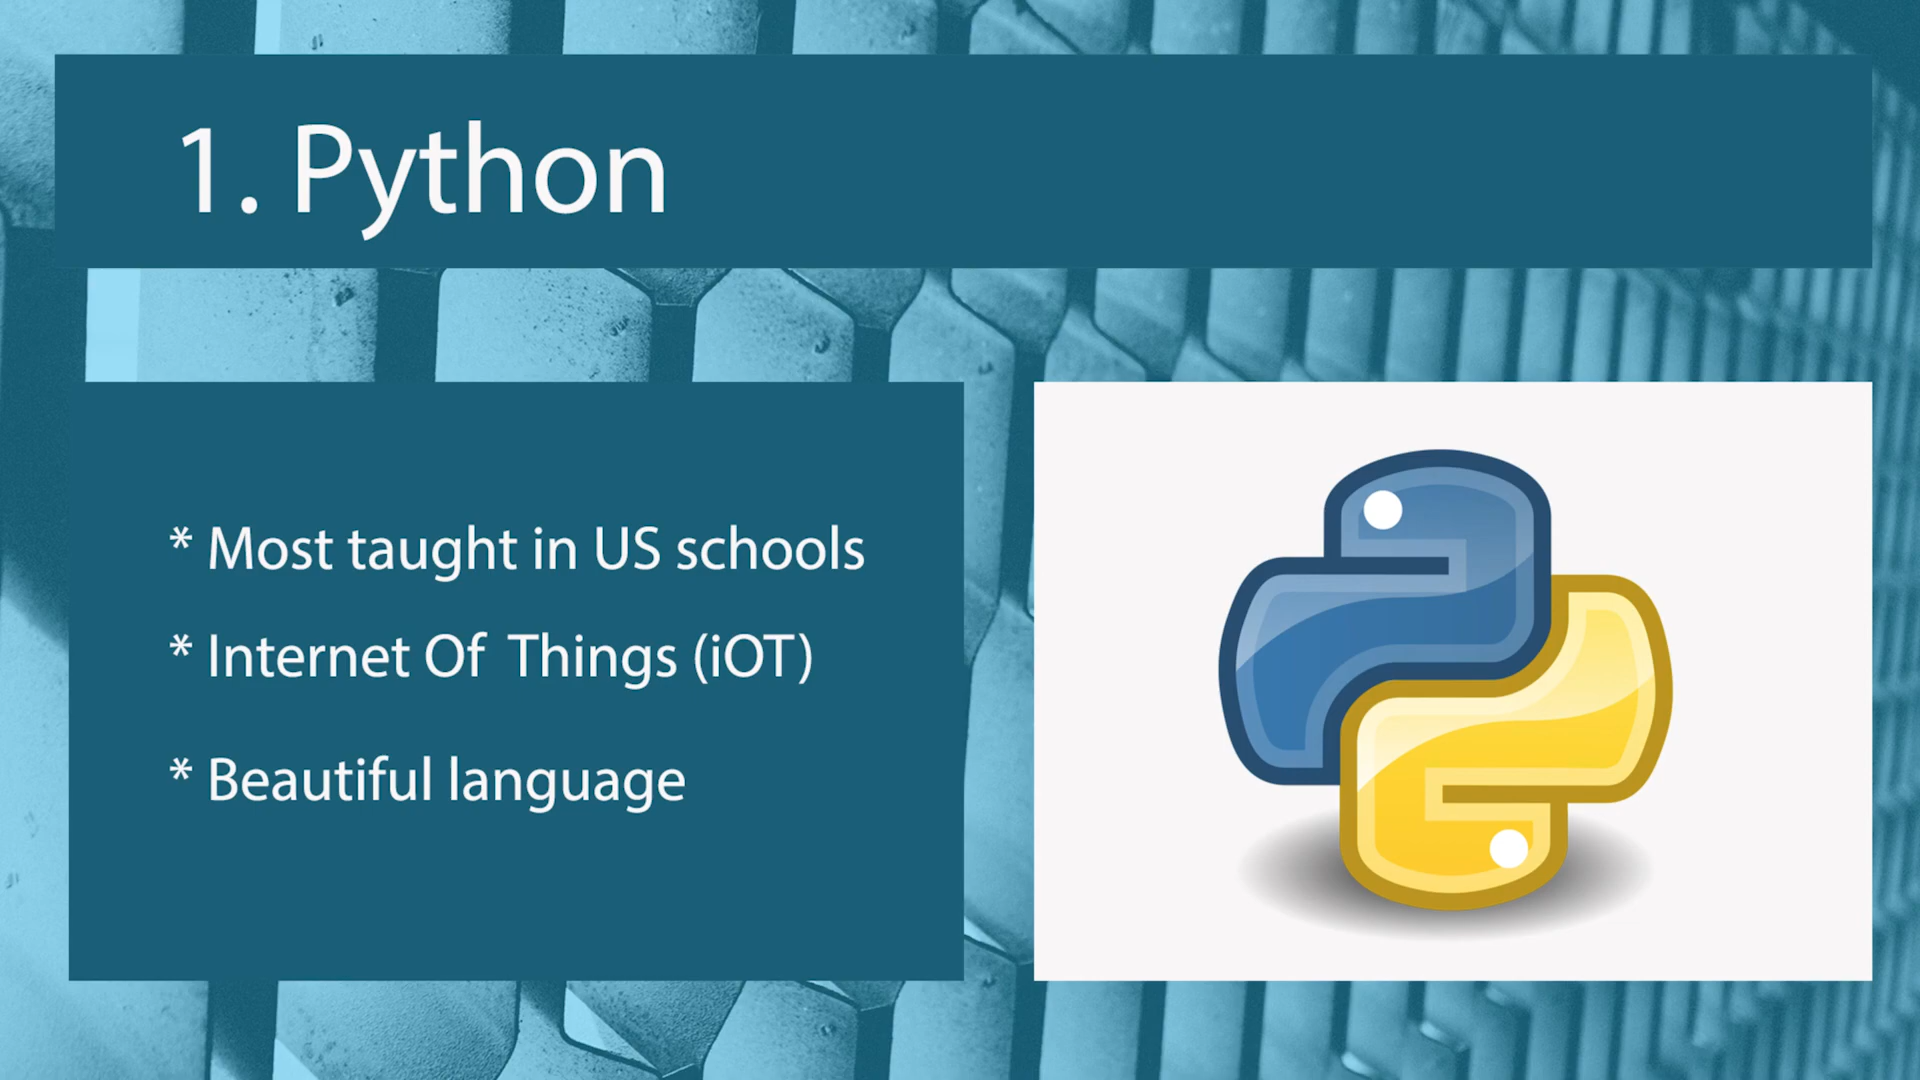 1. Python
* Most taught in US schools
* Internet Of Things (iOT)
* Beautiful language